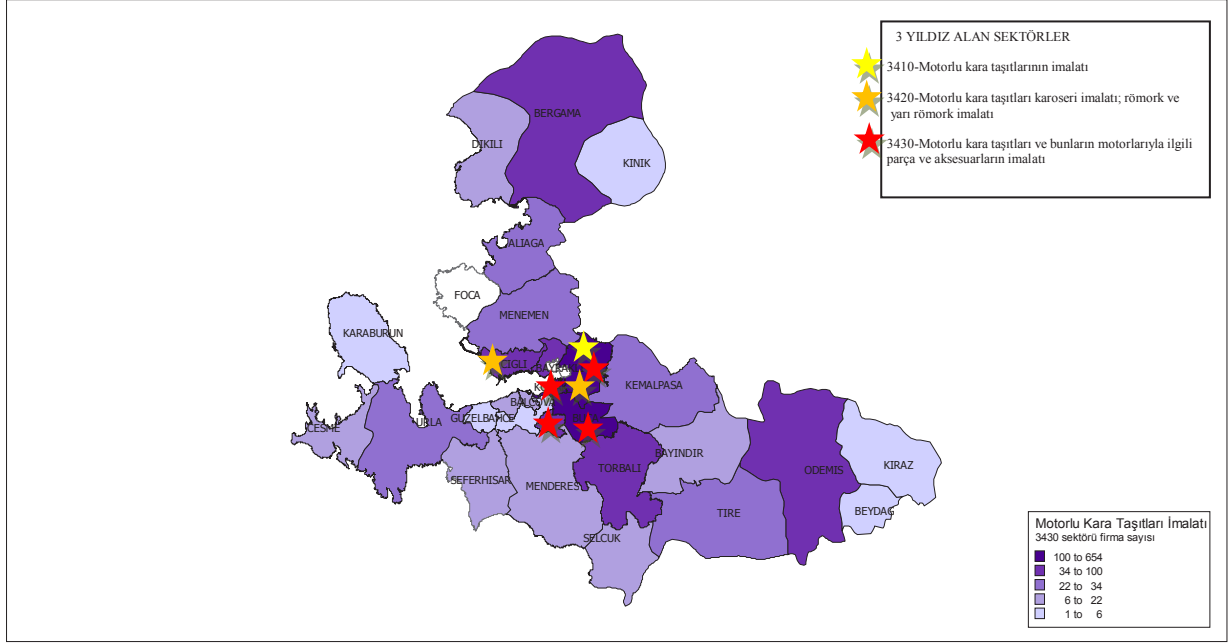 3 YILDIZ ALAN SEKTÖRLER
3410-Motorlu kara taşıtlarının imalatı
3420-Motorlu kara taşıtları karoseri imalatı; römork ve
yarı römork imalatı
3430-Motorlu kara taşıtları ve bunların motorlarıyla ilgili
parça ve aksesuarların imalatı
BERGAMA
DIKILI
KINIK
ALIAGA
FOCA
MENEMEN
KARABURUN
CIGLI
BAYRAK
KEMALPASA
BALCOVA
CESME
URLA
GUZELBAHCE
BAYINDIR
TORBALI
ODEMIS
KIRAZ
SEFERHISAR
MENDERES
TIRE
BEYDAG
SELCUK
Motorlu Kara Taşıtları İmalatı
3430 sektörü firma sayısı
100 to 654
34 to 100
22 to 34
6 to 22
1 to 6